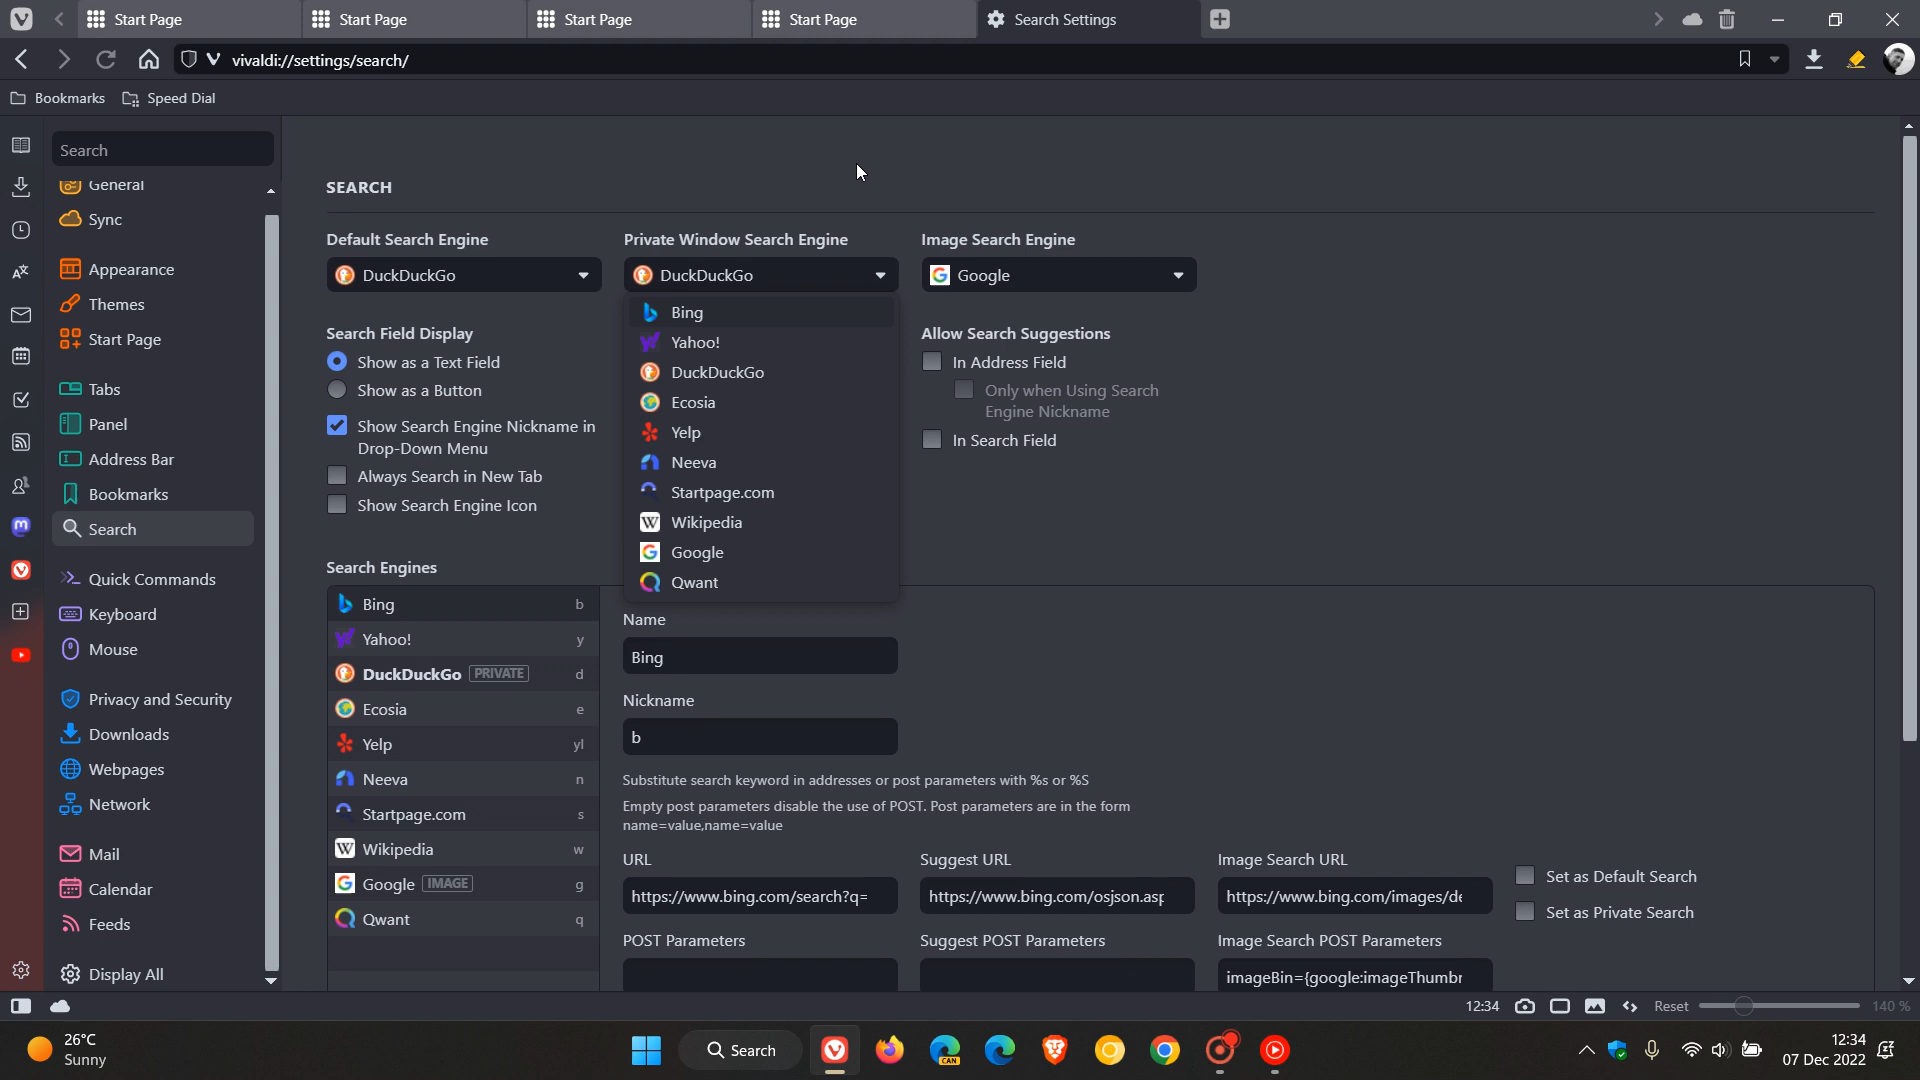 Start Page
Start Page
Start Page
Start Page
Search Settings
vivaldi://settings/search/
Bookmarks
Speed Dial
Search
General
Sync
Appearance
Themes
Start Page
Tabs
Panel
Address Bar
Bookmarks
Search
Quick Commands
Keyboard
Mouse
Privacy and Security
Downloads
Webpages
Network
Mail
Calendar
Feeds
Display All
SEARCH
Default Search Engine
DuckDuckGo
Private Window Search Engine
DuckDuckGo
Image Search Engine
Google
Bing
Yahoo!
DuckDuckGo
Ecosia
Yelp
Neeva
Startpage.com
Wikipedia
Google
Qwant
Search Field Display
Show as a Text Field
Show as a Button
Show Search Engine Nickname in
Drop-Down Menu
Always Search in New Tab
Show Search Engine Icon
Allow Search Suggestions
In Address Field
Only when Using Search
Engine Nickname
In Search Field
Search Engines
Bing b
Yahoo! y
DuckDuckGo PRIVATE d
Ecosia e
Yelp yl
Neeva n
Startpage.com s
Wikipedia w
Google IMAGE g
Qwant q
Name
Bing
Nickname
b
Substitute search keyword in addresses or post parameters with %s or %S
Empty post parameters disable the use of POST. Post parameters are in the form
name=value,name=value
URL
https://www.bing.com/search?q=
Suggest URL
https://www.bing.com/osjson.asp
Image Search URL
https://www.bing.com/images/de
Set as Default Search
Set as Private Search
POST Parameters
Suggest POST Parameters
Image Search POST Parameters
imageBin={google:imageThumbr
12:34
Reset
140 %
26°C
Sunny
Search
CAN
12:34
07 Dec 2022